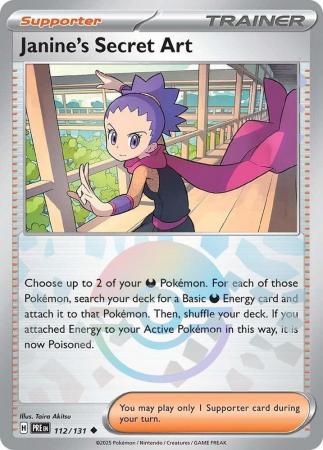 Supporter TRAINER
Janine's Secret Art
Choose up to 2 of your Pokémon. For each of those
Pokémon, search your deck for a Basic Energy card and
attach it to that Pokémon. Then, shuffle your deck. If you
attached Energy to your Active Pokémon in this way, it is
now Poisoned.
Illus. Taira Akitsu
H PRE EN 112/131
You may play only 1 Supporter card during
your turn.
©2025 Pokémon / Nintendo / Creatures / GAME FREAK